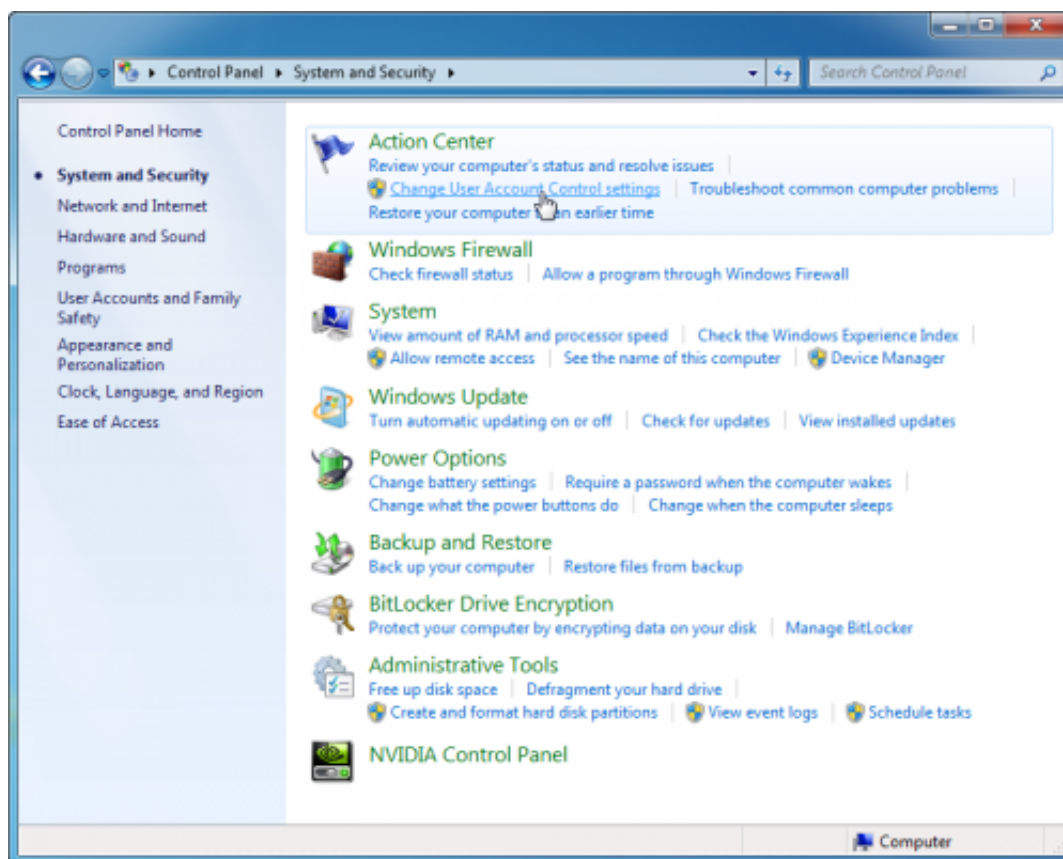 Control Panel System and Security Search Control Panel
Control Panel Home
System and Security
Network and Internet
Hardware and Sound
Programs
User Accounts and Family
Safety
Appearance and
Personalization
Clock, Language, and Region
Ease of Access
Action Center
Review your computer's status and resolve issues
Change User Account Control settings Troubleshoot common computer problems
Restore your computer an earlier time
Windows Firewall
Check firewall status Allow a program through Windows Firewall
System
View amount of RAM and processor speed Check the Windows Experience Index
Allow remote access See the name of this computer Device Manager
Windows Update
Turn automatic updating on or off Check for updates View installed updates
Power Options
Change battery settings Require a password when the computer wakes
Change what the power buttons do Change when the computer sleeps
Backup and Restore
Back up your computer Restore files from backup
BitLocker Drive Encryption
Protect your computer by encrypting data on your disk Manage BitLocker
Administrative Tools
Free up disk space Defragment your hard drive
Create and format hard disk partitions View event logs Schedule tasks
NVIDIA Control Panel
Computer